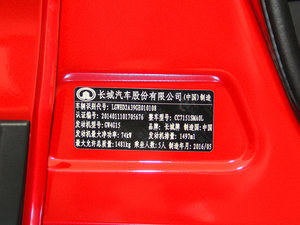 长城汽车股份有限公司(中国)制造
车辆识别代号: LGWED2A39GE010108
认证编号: 2014011101705676 整车型号: CC7151SMA0L
发动机型号: GW4G15 品牌: 长城牌 制造国: 中国
发动机最大净功率: 74kW 发动机排量: 1497ml
最大允许总质量: 1481kg 乘坐人数: 5人 制造年月: 2016/05